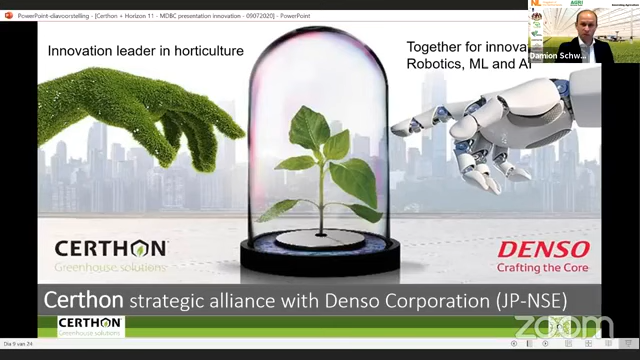 PowerPoint-diavoorstelling - [Certhon + Horizon 11 - MDBC presentation innovation - 09072020] - PowerPoint
NL
AGRI
Damion Schw...
Innovation leader in horticulture
Together for innova
Robotics, ML and AI
CERTHON
Greenhouse solutions
DENSO
Crafting the Core
Certhon strategic alliance with Denso Corporation (JP-NSE)
CERTHON
Greenhouse solutions
zoom
Dia 9 van 24